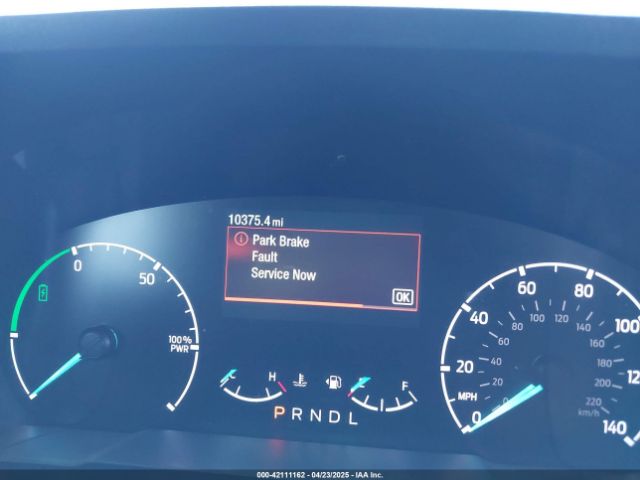 10375.4 mi
Park Brake
Fault
Service Now
OK
0
50
100%
PWR
C
H
E
F
P R N D L
0
20
40
60
80
100
120
140
MPH
0
20
40
60
80
100
120
140
160
180
200
220
km/h
000-42111162 - 04/23/2025 - IAA Inc.